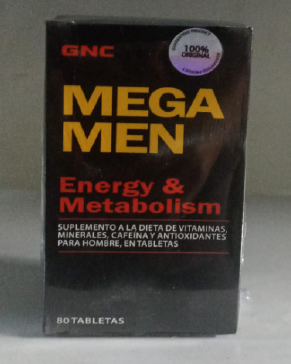 GNC
100%
ORIGINAL
MEGA
MEN
Energy &
Metabolism
SUPLEMENTO A LA DIETA DE VITAMINAS,
MINERALES, CAFEÍNA Y ANTIOXIDANTES
PARA HOMBRE, EN TABLETAS
80 TABLETAS